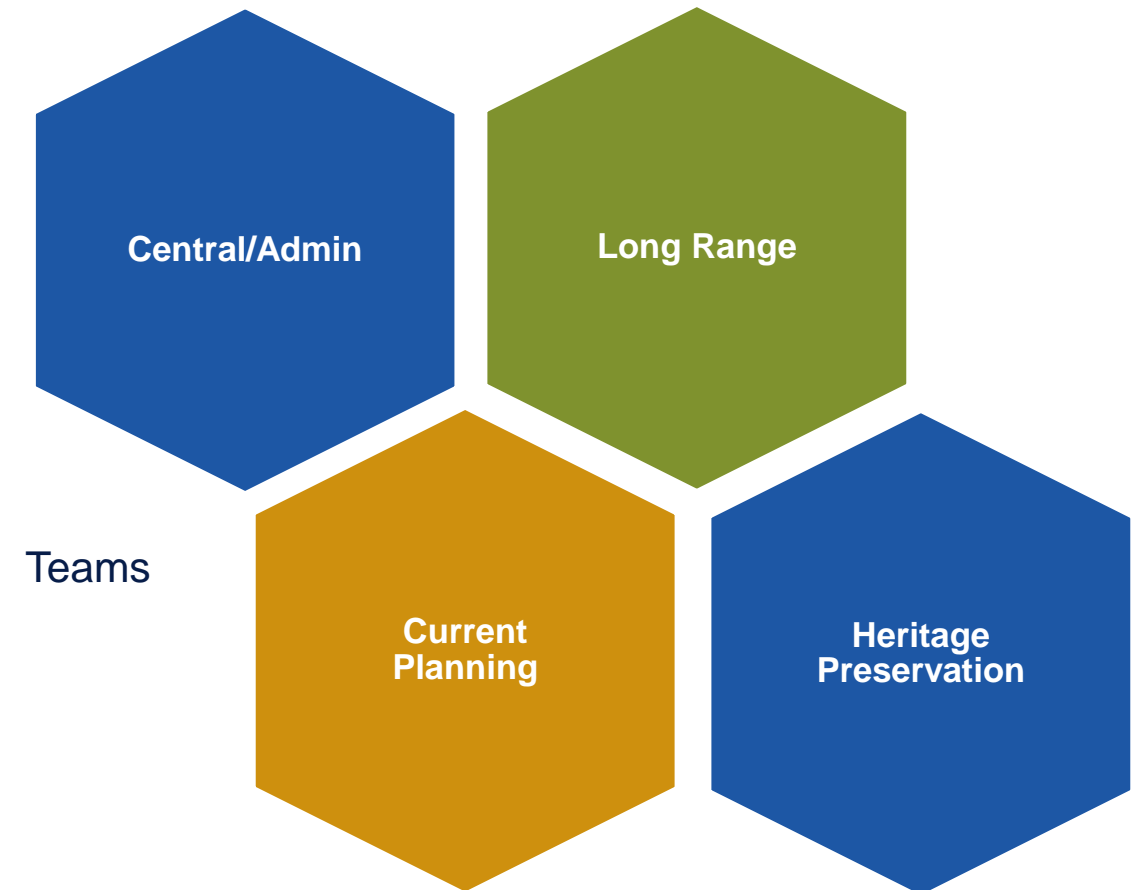 Central/Admin
Long Range
Teams
Current
Planning
Heritage
Preservation